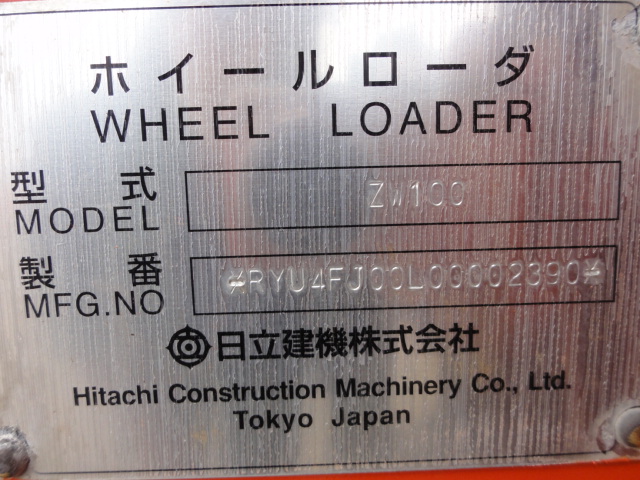 ホイールローダ
WHEEL LOADER
型式 ZW100
MODEL
製番 *RYU4FJ00L00002390*
MFG.NO
日立建機株式会社
Hitachi Construction Machinery Co., Ltd.
Tokyo Japan